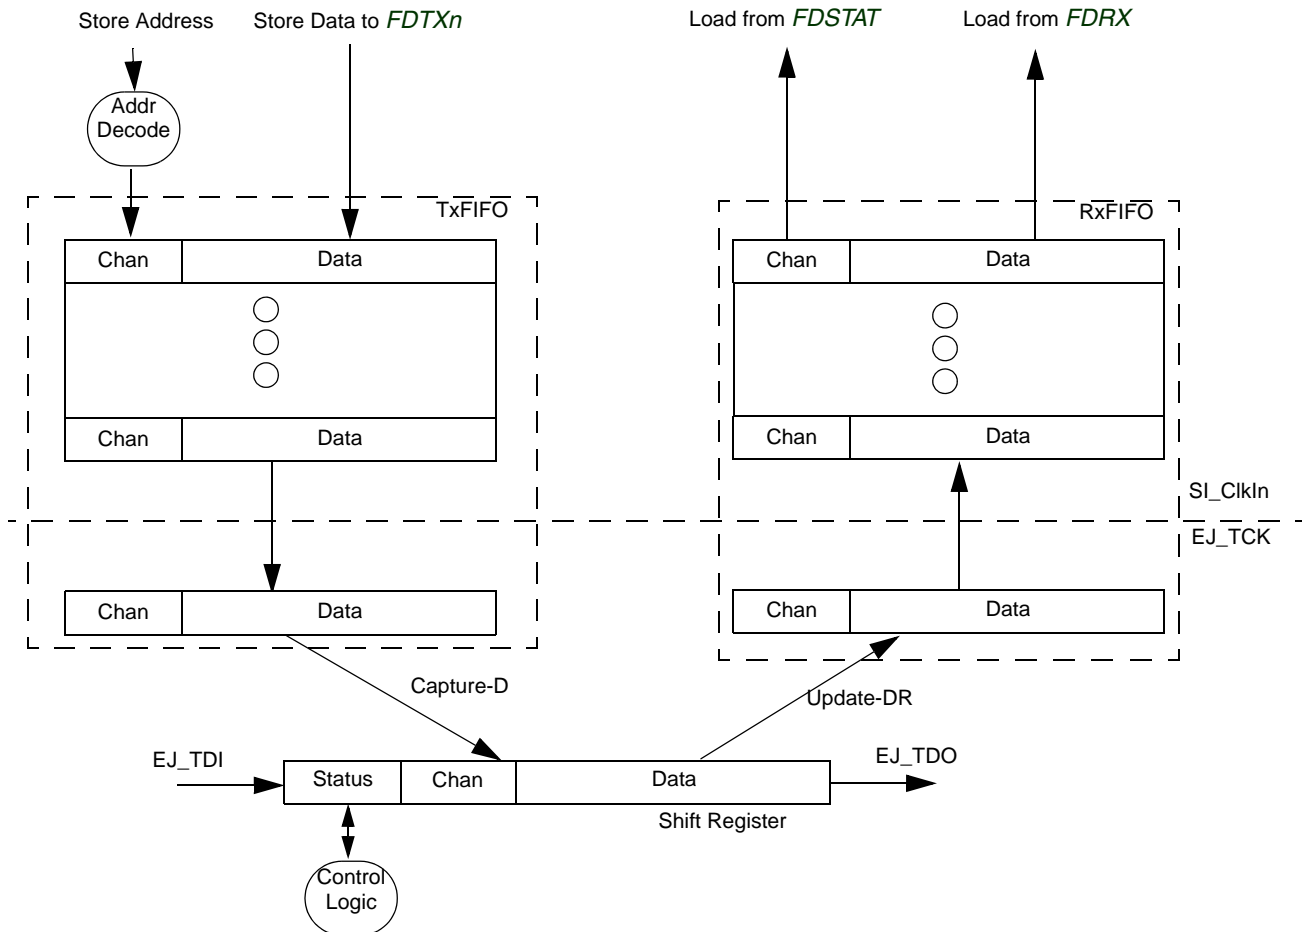 Store Address
Store Data to FDTXn
Load from FDSTAT
Load from FDRX
Addr
Decode
TxFIFO
RxFIFO
Chan
Data
Chan
Data
Chan
Data
Chan
Data
SI_ClkIn
EJ_TCK
Chan
Data
Chan
Data
Capture-D
Update-DR
EJ_TDI
EJ_TDO
Status
Chan
Data
Shift Register
Control
Logic